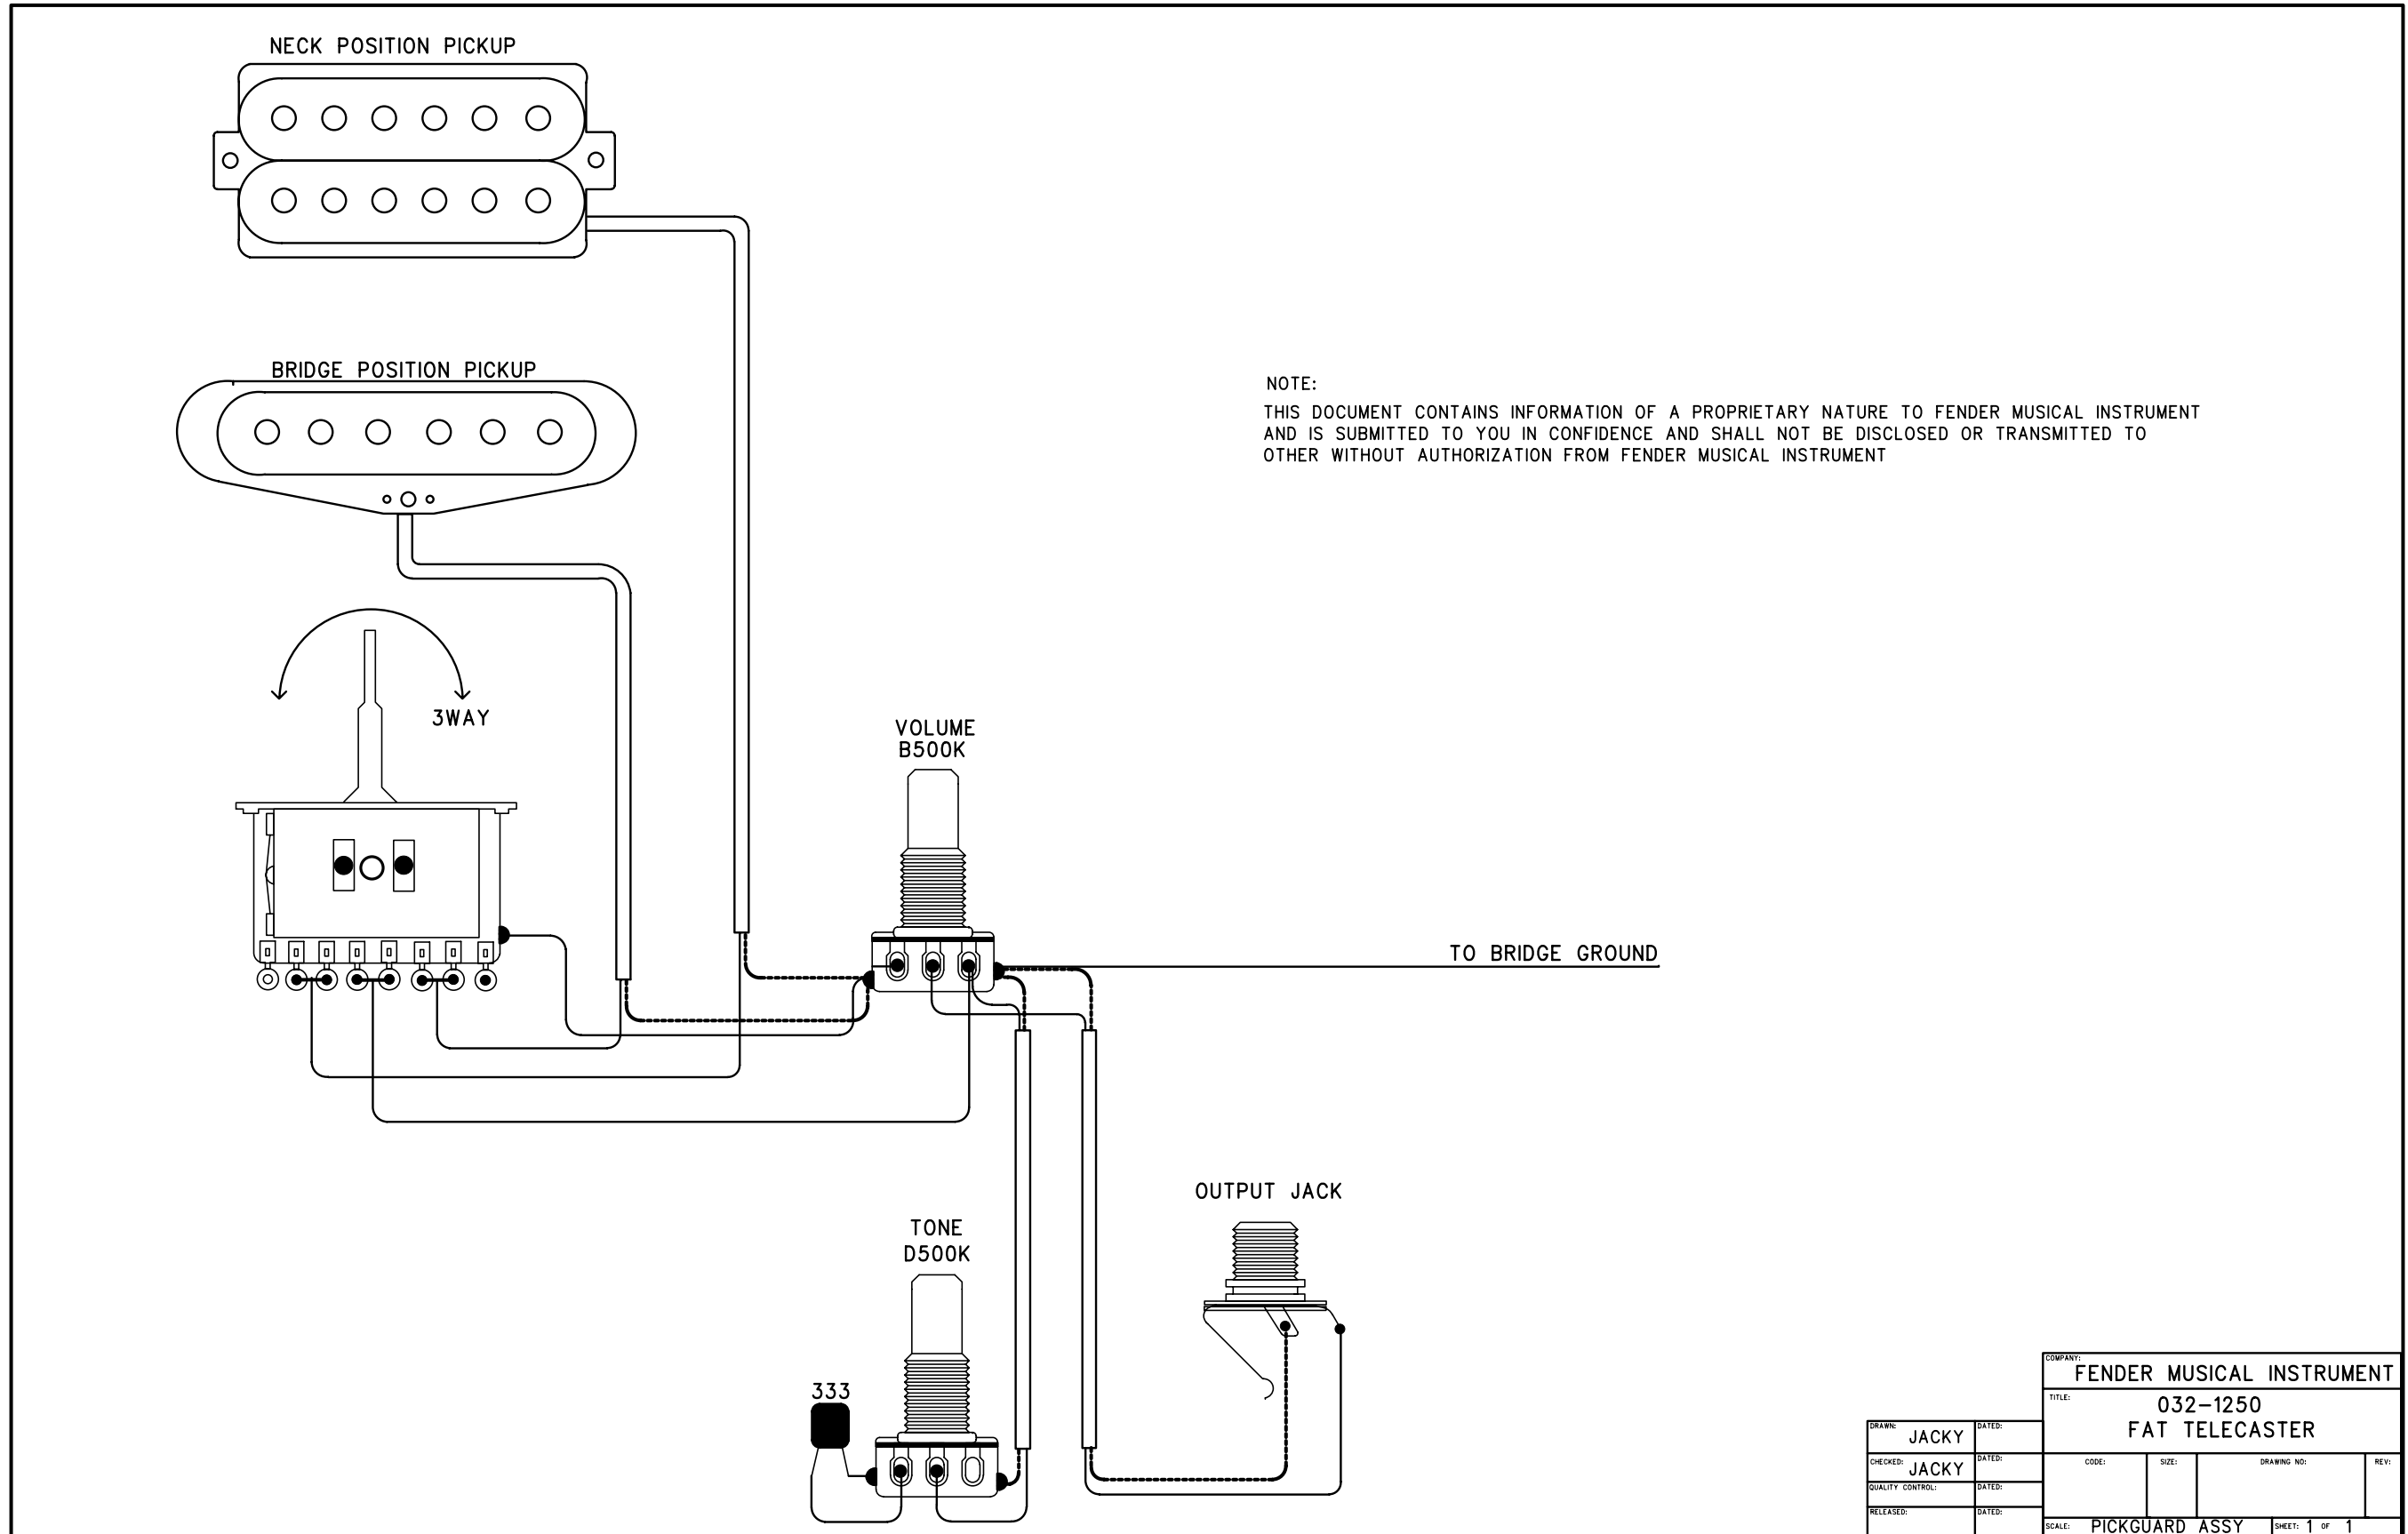 NECK POSITION PICKUP
BRIDGE POSITION PICKUP
NOTE:
THIS DOCUMENT CONTAINS INFORMATION OF A PROPRIETARY NATURE TO FENDER MUSICAL INSTRUMENT
AND IS SUBMITTED TO YOU IN CONFIDENCE AND SHALL NOT BE DISCLOSED OR TRANSMITTED TO
OTHER WITHOUT AUTHORIZATION FROM FENDER MUSICAL INSTRUMENT
3WAY
VOLUME
B500K
TO BRIDGE GROUND
OUTPUT JACK
TONE
D500K
333
COMPANY:
FENDER MUSICAL INSTRUMENT
TITLE:
032-1250
FAT TELECASTER
DRAWN: JACKY DATED:
CHECKED: JACKY DATED:
QUALITY CONTROL: DATED:
RELEASED: DATED:
CODE: SIZE: DRAWING NO: REV:
SCALE: PICKGUARD ASSY SHEET: 1 OF 1